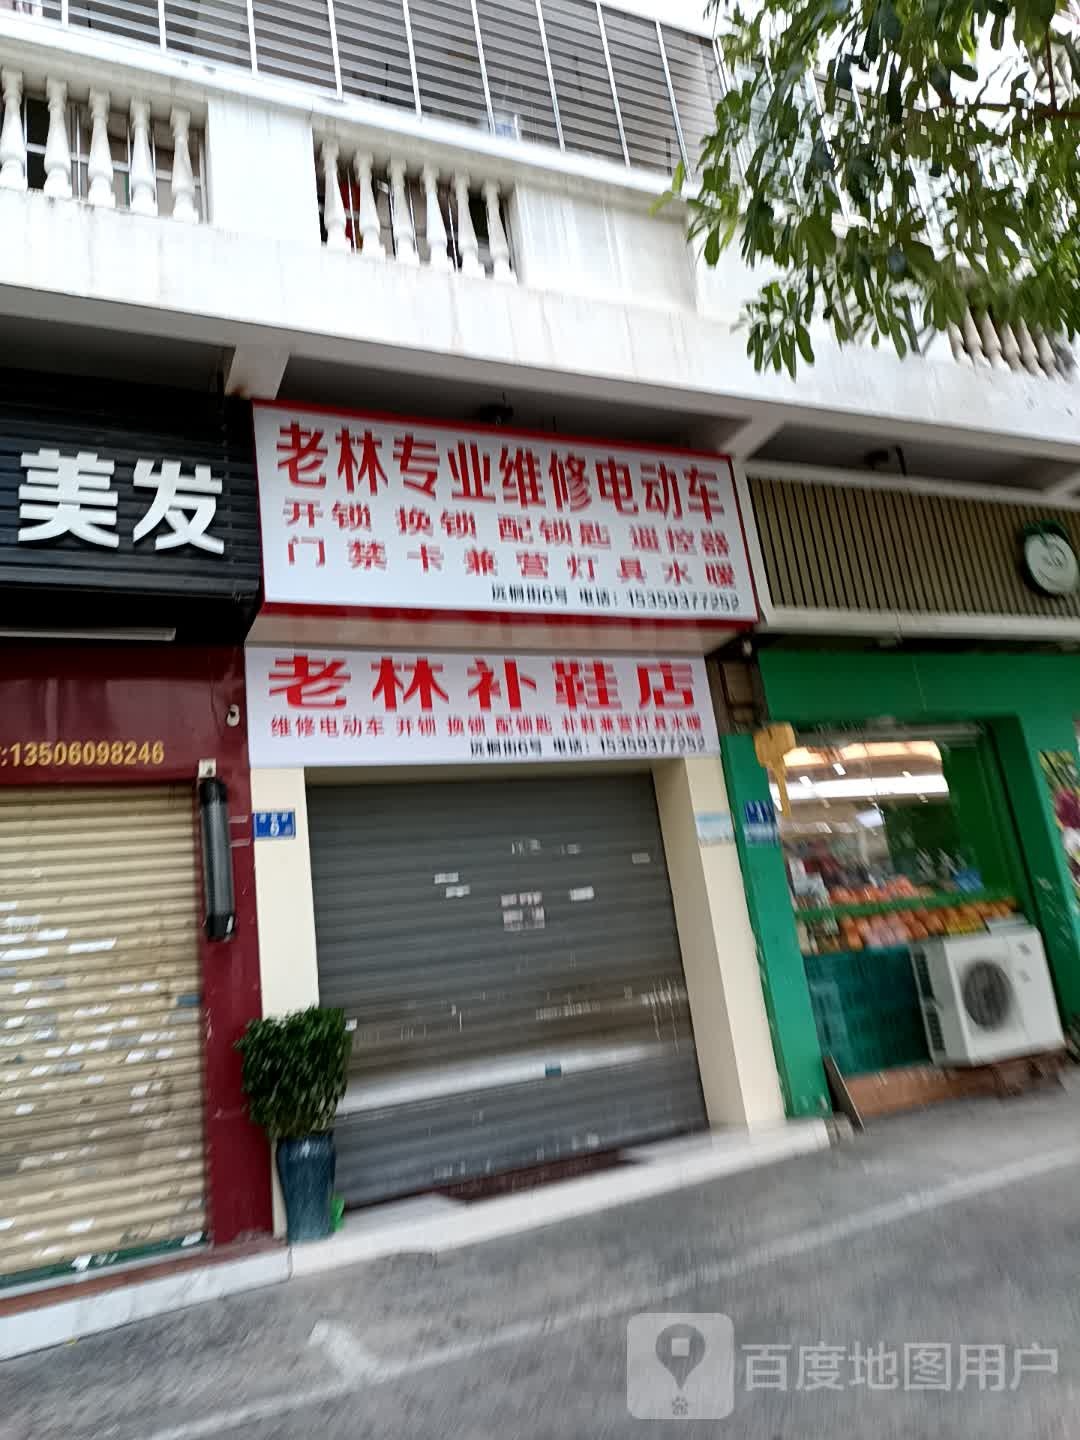 美发
老林专业维修电动车
开锁 换锁 配锁匙 遥控器
门禁卡兼营灯具水暖
远桐街6号 电话:15359377252
老林补鞋店
维修电动车 开锁 换锁 配锁匙 补鞋兼营灯具水暖
远桐街6号 电话:15359377252
:13506098246
百度地图用户